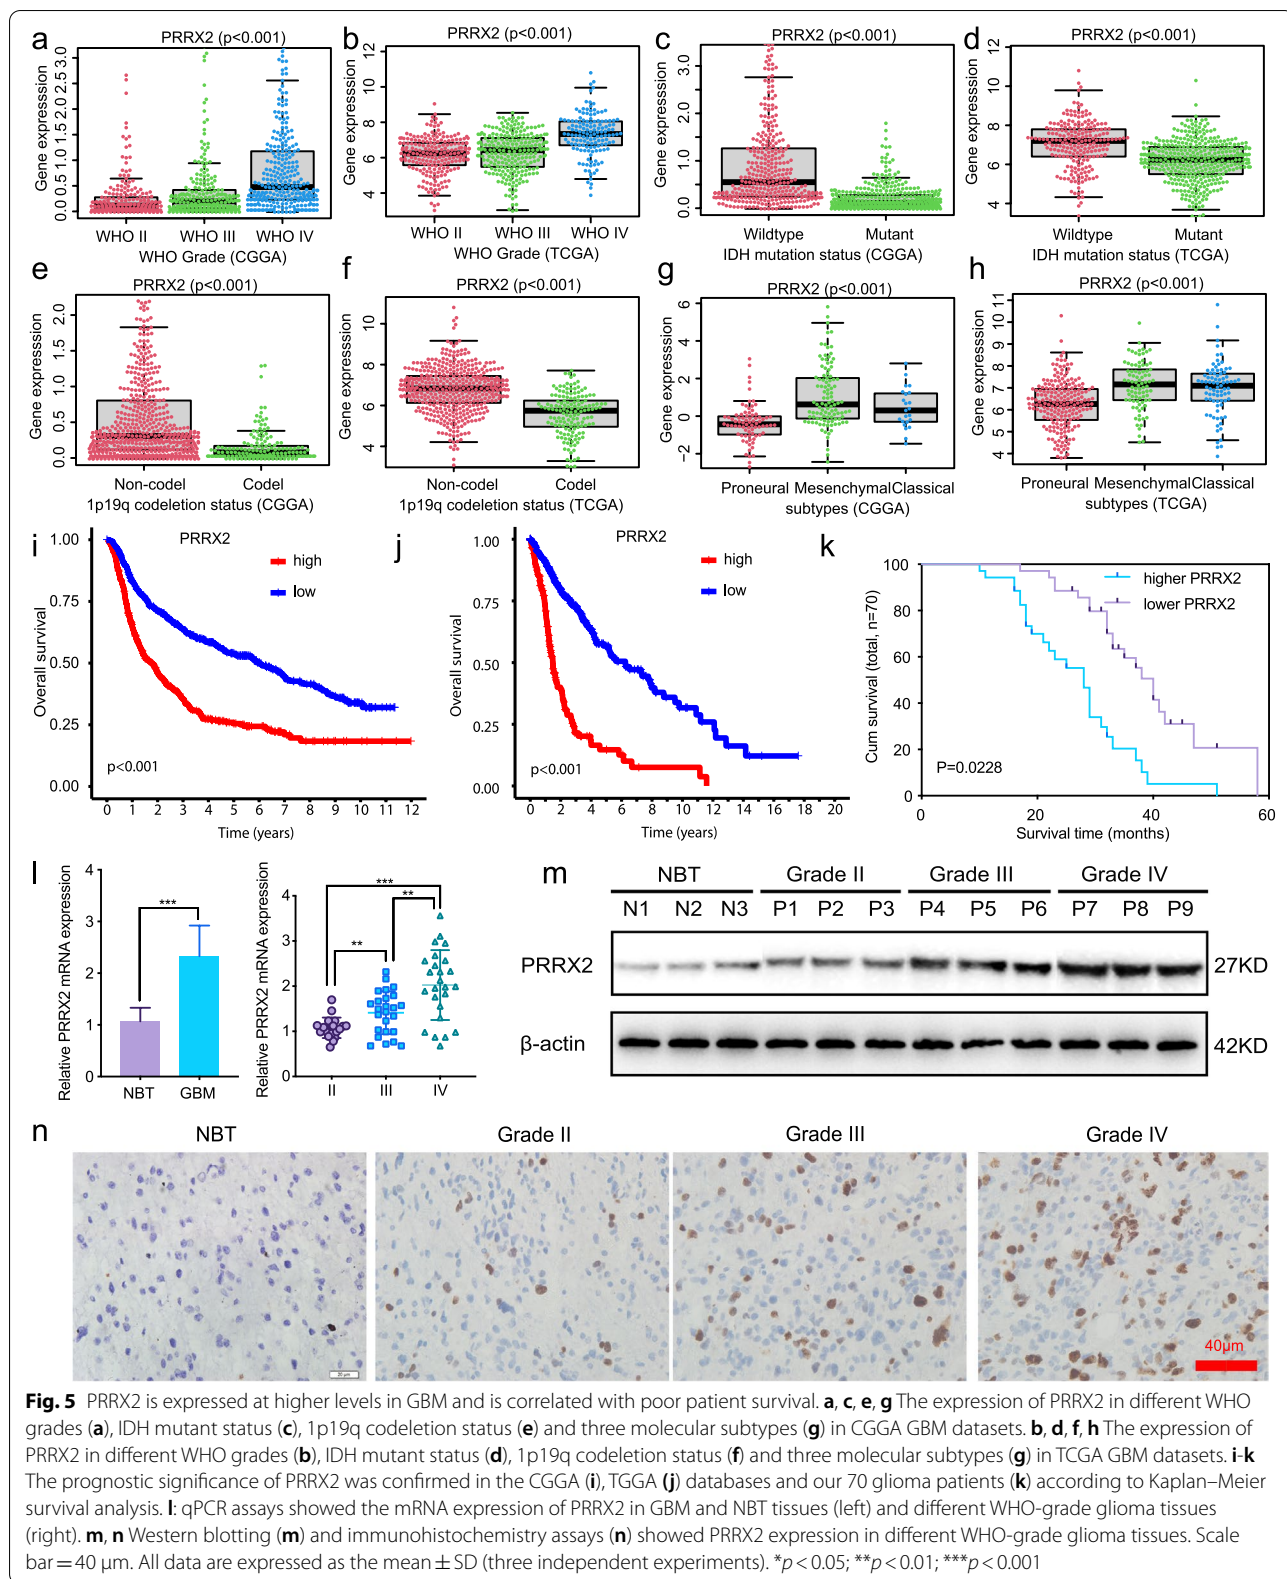 a
PRRX2 (p<0.001)
Gene expresssion
0.0 0.5 1.0 1.5 2.0 2.5 3.0
WHO II WHO III WHO IV
WHO Grade (CGGA)
b
PRRX2 (p<0.001)
Gene expresssion
4 6 8 10 12
WHO II WHO III WHO IV
WHO Grade (TCGA)
c
PRRX2 (p<0.001)
Gene expresssion
0.0 1.0 2.0 3.0
Wildtype Mutant
IDH mutation status (CGGA)
d
PRRX2 (p<0.001)
Gene expresssion
4 6 8 10 12
Wildtype Mutant
IDH mutation status (TCGA)
e
PRRX2 (p<0.001)
Gene expresssion
0.0 0.5 1.0 1.5 2.0
Non-codel Codel
1p19q codeletion status (CGGA)
f
PRRX2 (p<0.001)
Gene expresssion
4 6 8 10
Non-codel Codel
1p19q codeletion status (TCGA)
g
PRRX2 (p<0.001)
Gene expresssion
−2 0 2 4 6
Proneural Mesenchymal Classical
subtypes (CGGA)
h
PRRX2 (p<0.001)
Gene expresssion
4 5 6 7 8 9 10 11
Proneural Mesenchymal Classical
subtypes (TCGA)
i
PRRX2
high
low
Overall survival
1.00
0.75
0.50
0.25
0.00
p<0.001
0 1 2 3 4 5 6 7 8 9 10 11 12
Time (years)
j
PRRX2
high
low
Overall survival
1.00
0.75
0.50
0.25
0.00
p<0.001
0 2 4 6 8 10 12 14 16 18 20
Time (years)
k
higher PRRX2
lower PRRX2
Cum survival (total, n=70)
100
80
60
40
20
0
P=0.0228
0 20 40 60
Survival time (months)
l
Relative PRRX2 mRNA expression
4
3
2
1
0
***
NBT GBM
Relative PRRX2 mRNA expression
4
3
2
1
0
***
**
**
II III IV
m
NBT Grade II Grade III Grade IV
N1 N2 N3 P1 P2 P3 P4 P5 P6 P7 P8 P9
PRRX2 27KD
β-actin 42KD
n
NBT Grade II Grade III Grade IV
20 μm
40μm
Fig. 5 PRRX2 is expressed at higher levels in GBM and is correlated with poor patient survival. a, c, e, g The expression of PRRX2 in different WHO
grades (a), IDH mutant status (c), 1p19q codeletion status (e) and three molecular subtypes (g) in CGGA GBM datasets. b, d, f, h The expression of
PRRX2 in different WHO grades (b), IDH mutant status (d), 1p19q codeletion status (f) and three molecular subtypes (g) in TCGA GBM datasets. i-k
The prognostic significance of PRRX2 was confirmed in the CGGA (i), TGGA (j) databases and our 70 glioma patients (k) according to Kaplan–Meier
survival analysis. l: qPCR assays showed the mRNA expression of PRRX2 in GBM and NBT tissues (left) and different WHO-grade glioma tissues
(right). m, n Western blotting (m) and immunohistochemistry assays (n) showed PRRX2 expression in different WHO-grade glioma tissues. Scale
bar = 40 μm. All data are expressed as the mean ± SD (three independent experiments). *p < 0.05; **p < 0.01; ***p < 0.001